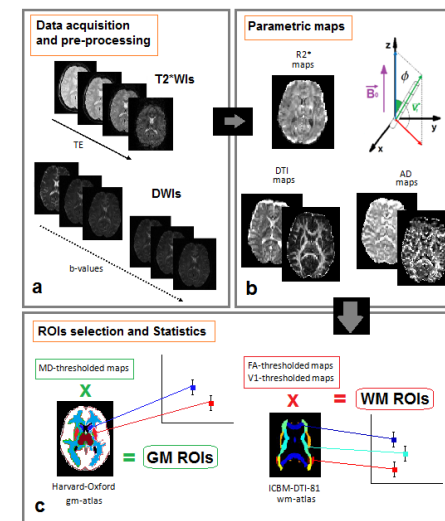 Data acquisition
and pre-processing
T2*WIs
TE
DWIs
b-values
a
Parametric maps
R2*
maps
z
ϕ
B₀
V
y
x
DTI
maps
AD
maps
b
ROIs selection and Statistics
MD-thresholded maps
X
Harvard-Oxford
gm-atlas
= GM ROIs
FA-thresholded maps
V1-thresholded maps
X
= WM ROIs
ICBM-DTI-81
wm-atlas
c